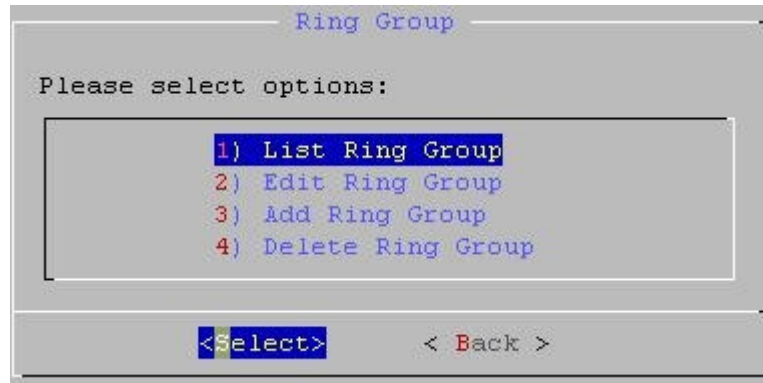 Ring Group
Please select options:
1) List Ring Group
2) Edit Ring Group
3) Add Ring Group
4) Delete Ring Group
<Select> < Back >